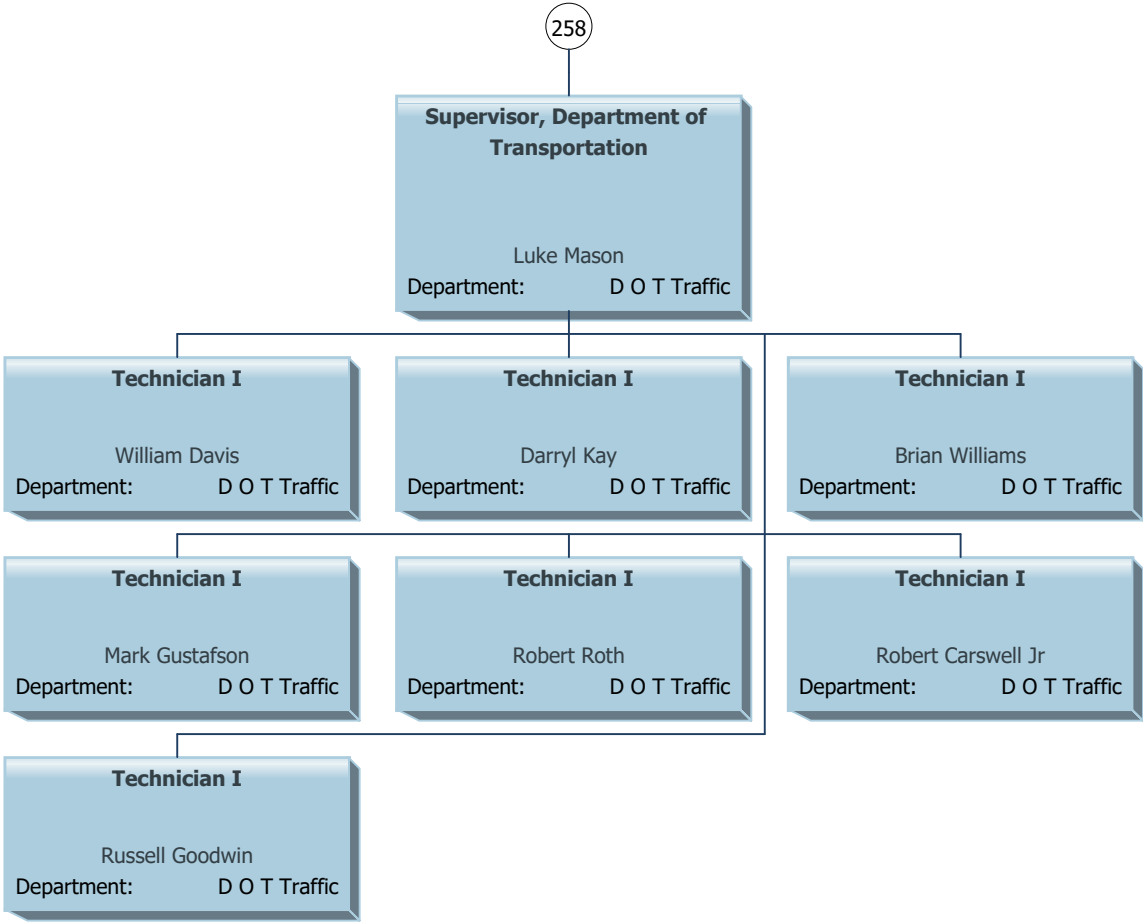 258
Supervisor, Department of
Transportation
Luke Mason
Department: D O T Traffic
Technician I
William Davis
Department: D O T Traffic
Technician I
Darryl Kay
Department: D O T Traffic
Technician I
Brian Williams
Department: D O T Traffic
Technician I
Mark Gustafson
Department: D O T Traffic
Technician I
Robert Roth
Department: D O T Traffic
Technician I
Robert Carswell Jr
Department: D O T Traffic
Technician I
Russell Goodwin
Department: D O T Traffic